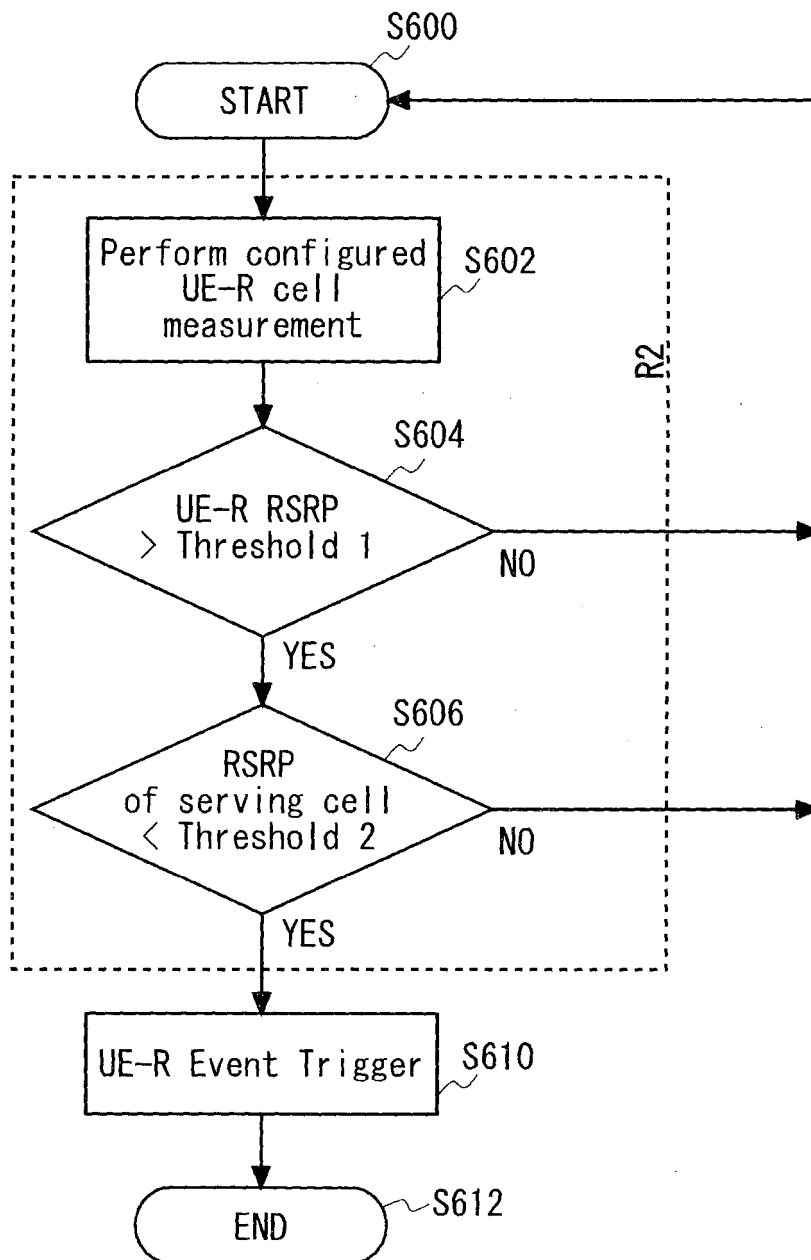 S600
START
Perform configured
UE-R cell
measurement
S602
R2
S604
UE-R RSRP
> Threshold 1
NO
YES
S606
RSRP
of serving cell
< Threshold 2
NO
YES
UE-R Event Trigger
S610
END
S612